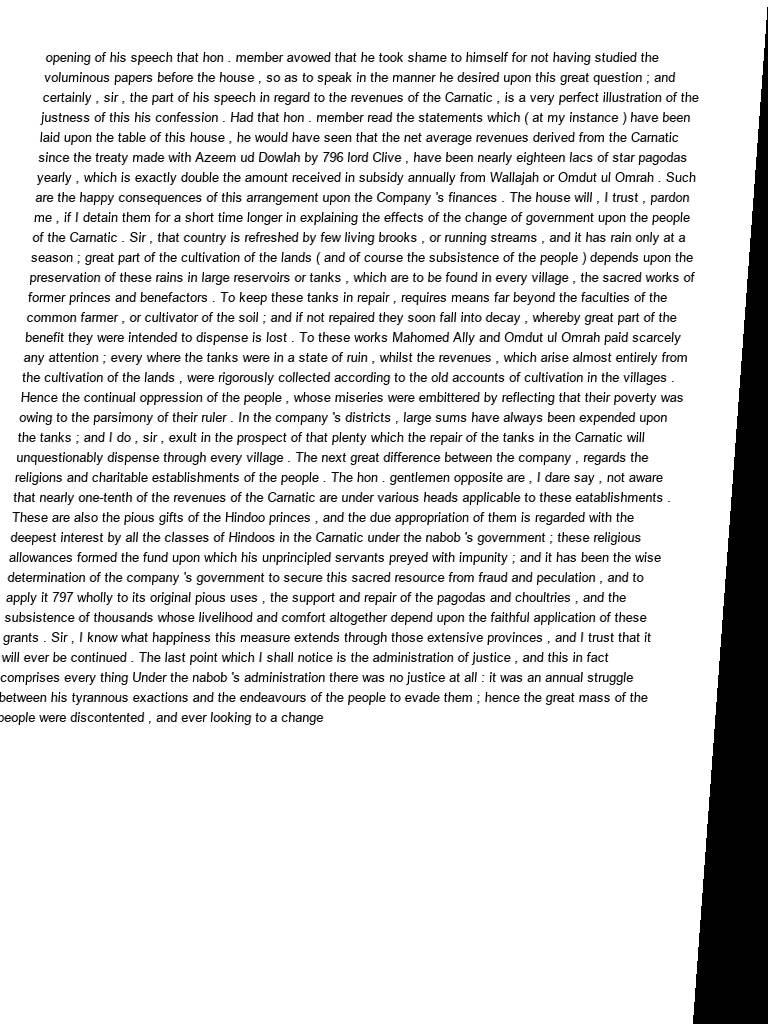 opening of his speech that hon . member avowed that he took shame to himself for not having studied the
voluminous papers before the house , so as to speak in the manner he desired upon this great question ; and
certainly , sir , the part of his speech in regard to the revenues of the Carnatic , is a very perfect illustration of the
justness of this his confession . Had that hon . member read the statements which ( at my instance ) have been
laid upon the table of this house , he would have seen that the net average revenues derived from the Carnatic
since the treaty made with Azeem ud Dowlah by 796 lord Clive , have been nearly eighteen lacs of star pagodas
yearly , which is exactly double the amount received in subsidy annually from Wallajah or Omdut ul Omrah . Such
are the happy consequences of this arrangement upon the Company 's finances . The house will , I trust , pardon
me , if I detain them for a short time longer in explaining the effects of the change of government upon the people
of the Carnatic . Sir , that country is refreshed by few living brooks , or running streams , and it has rain only at a
season ; great part of the cultivation of the lands ( and of course the subsistence of the people ) depends upon the
preservation of these rains in large reservoirs or tanks , which are to be found in every village , the sacred works of
former princes and benefactors . To keep these tanks in repair , requires means far beyond the faculties of the
common farmer , or cultivator of the soil ; and if not repaired they soon fall into decay , whereby great part of the
benefit they were intended to dispense is lost . To these works Mahomed Ally and Omdut ul Omrah paid scarcely
any attention ; every where the tanks were in a state of ruin , whilst the revenues , which arise almost entirely from
the cultivation of the lands , were rigorously collected according to the old accounts of cultivation in the villages .
Hence the continual oppression of the people , whose miseries were embittered by reflecting that their poverty was
owing to the parsimony of their ruler . In the company 's districts , large sums have always been expended upon
the tanks ; and I do , sir , exult in the prospect of that plenty which the repair of the tanks in the Carnatic will
unquestionably dispense through every village . The next great difference between the company , regards the
religions and charitable establishments of the people . The hon . gentlemen opposite are , I dare say , not aware
that nearly one-tenth of the revenues of the Carnatic are under various heads applicable to these eatablishments .
These are also the pious gifts of the Hindoo princes , and the due appropriation of them is regarded with the
deepest interest by all the classes of Hindoos in the Carnatic under the nabob 's government ; these religious
allowances formed the fund upon which his unprincipled servants preyed with impunity ; and it has been the wise
determination of the company 's government to secure this sacred resource from fraud and peculation , and to
apply it 797 wholly to its original pious uses , the support and repair of the pagodas and choultries , and the
subsistence of thousands whose livelihood and comfort altogether depend upon the faithful application of these
grants . Sir , I know what happiness this measure extends through those extensive provinces , and I trust that it
will ever be continued . The last point which I shall notice is the administration of justice , and this in fact
comprises every thing Under the nabob 's administration there was no justice at all : it was an annual struggle
between his tyrannous exactions and the endeavours of the people to evade them ; hence the great mass of the
people were discontented , and ever looking to a change